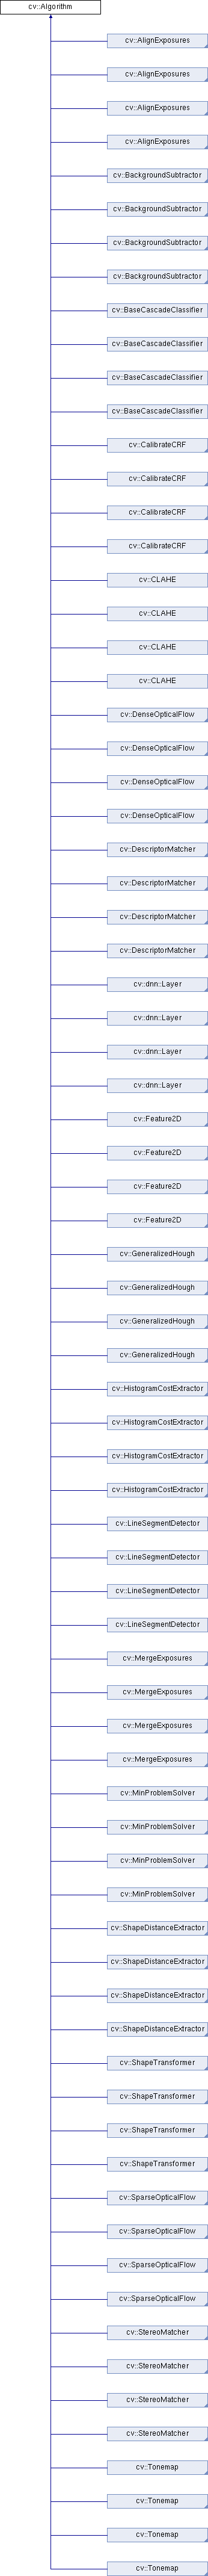 cv::Algorithm
cv::AlignExposures
cv::AlignExposures
cv::AlignExposures
cv::AlignExposures
cv::BackgroundSubtractor
cv::BackgroundSubtractor
cv::BackgroundSubtractor
cv::BackgroundSubtractor
cv::BaseCascadeClassifier
cv::BaseCascadeClassifier
cv::BaseCascadeClassifier
cv::BaseCascadeClassifier
cv::CalibrateCRF
cv::CalibrateCRF
cv::CalibrateCRF
cv::CalibrateCRF
cv::CLAHE
cv::CLAHE
cv::CLAHE
cv::CLAHE
cv::DenseOpticalFlow
cv::DenseOpticalFlow
cv::DenseOpticalFlow
cv::DenseOpticalFlow
cv::DescriptorMatcher
cv::DescriptorMatcher
cv::DescriptorMatcher
cv::DescriptorMatcher
cv::dnn::Layer
cv::dnn::Layer
cv::dnn::Layer
cv::dnn::Layer
cv::Feature2D
cv::Feature2D
cv::Feature2D
cv::Feature2D
cv::GeneralizedHough
cv::GeneralizedHough
cv::GeneralizedHough
cv::GeneralizedHough
cv::HistogramCostExtractor
cv::HistogramCostExtractor
cv::HistogramCostExtractor
cv::HistogramCostExtractor
cv::LineSegmentDetector
cv::LineSegmentDetector
cv::LineSegmentDetector
cv::LineSegmentDetector
cv::MergeExposures
cv::MergeExposures
cv::MergeExposures
cv::MergeExposures
cv::MinProblemSolver
cv::MinProblemSolver
cv::MinProblemSolver
cv::MinProblemSolver
cv::ShapeDistanceExtractor
cv::ShapeDistanceExtractor
cv::ShapeDistanceExtractor
cv::ShapeDistanceExtractor
cv::ShapeTransformer
cv::ShapeTransformer
cv::ShapeTransformer
cv::ShapeTransformer
cv::SparseOpticalFlow
cv::SparseOpticalFlow
cv::SparseOpticalFlow
cv::SparseOpticalFlow
cv::StereoMatcher
cv::StereoMatcher
cv::StereoMatcher
cv::StereoMatcher
cv::Tonemap
cv::Tonemap
cv::Tonemap
cv::Tonemap